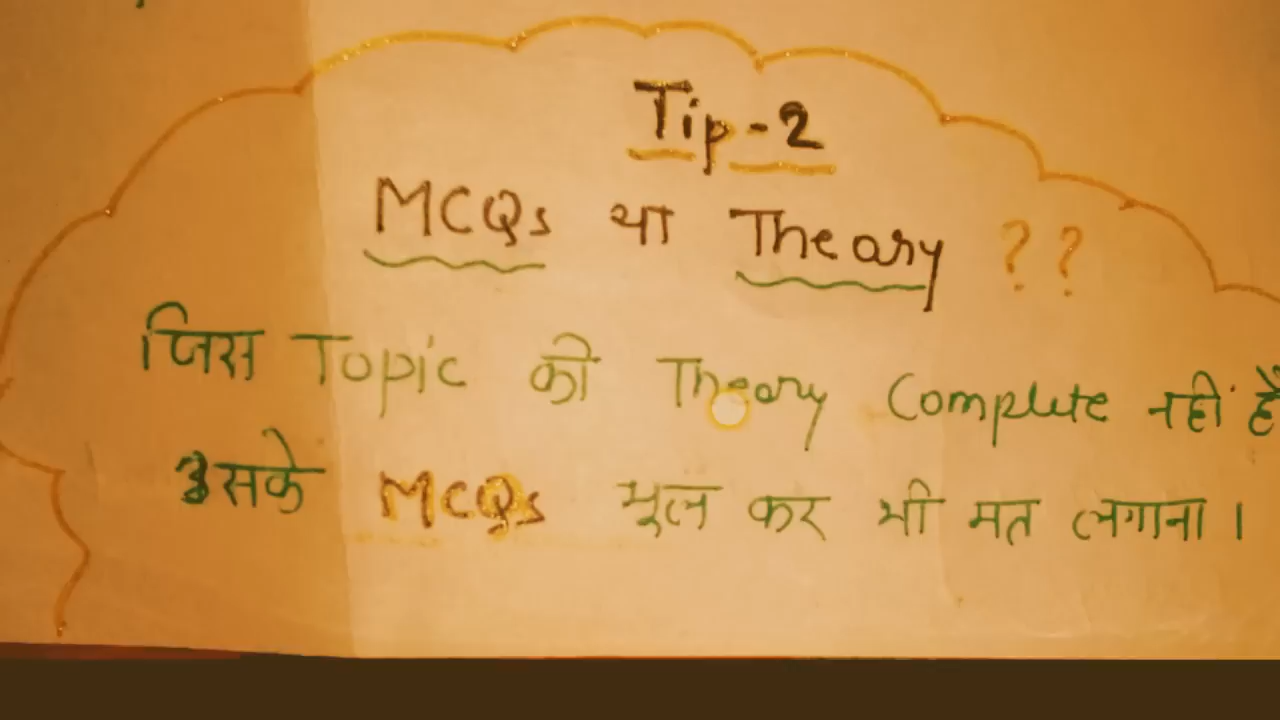 Tip-2
MCQs या Theory ??
जिस Topic की Theory Complete नहीं है
उसके MCQs भूल कर भी मत लगाना।